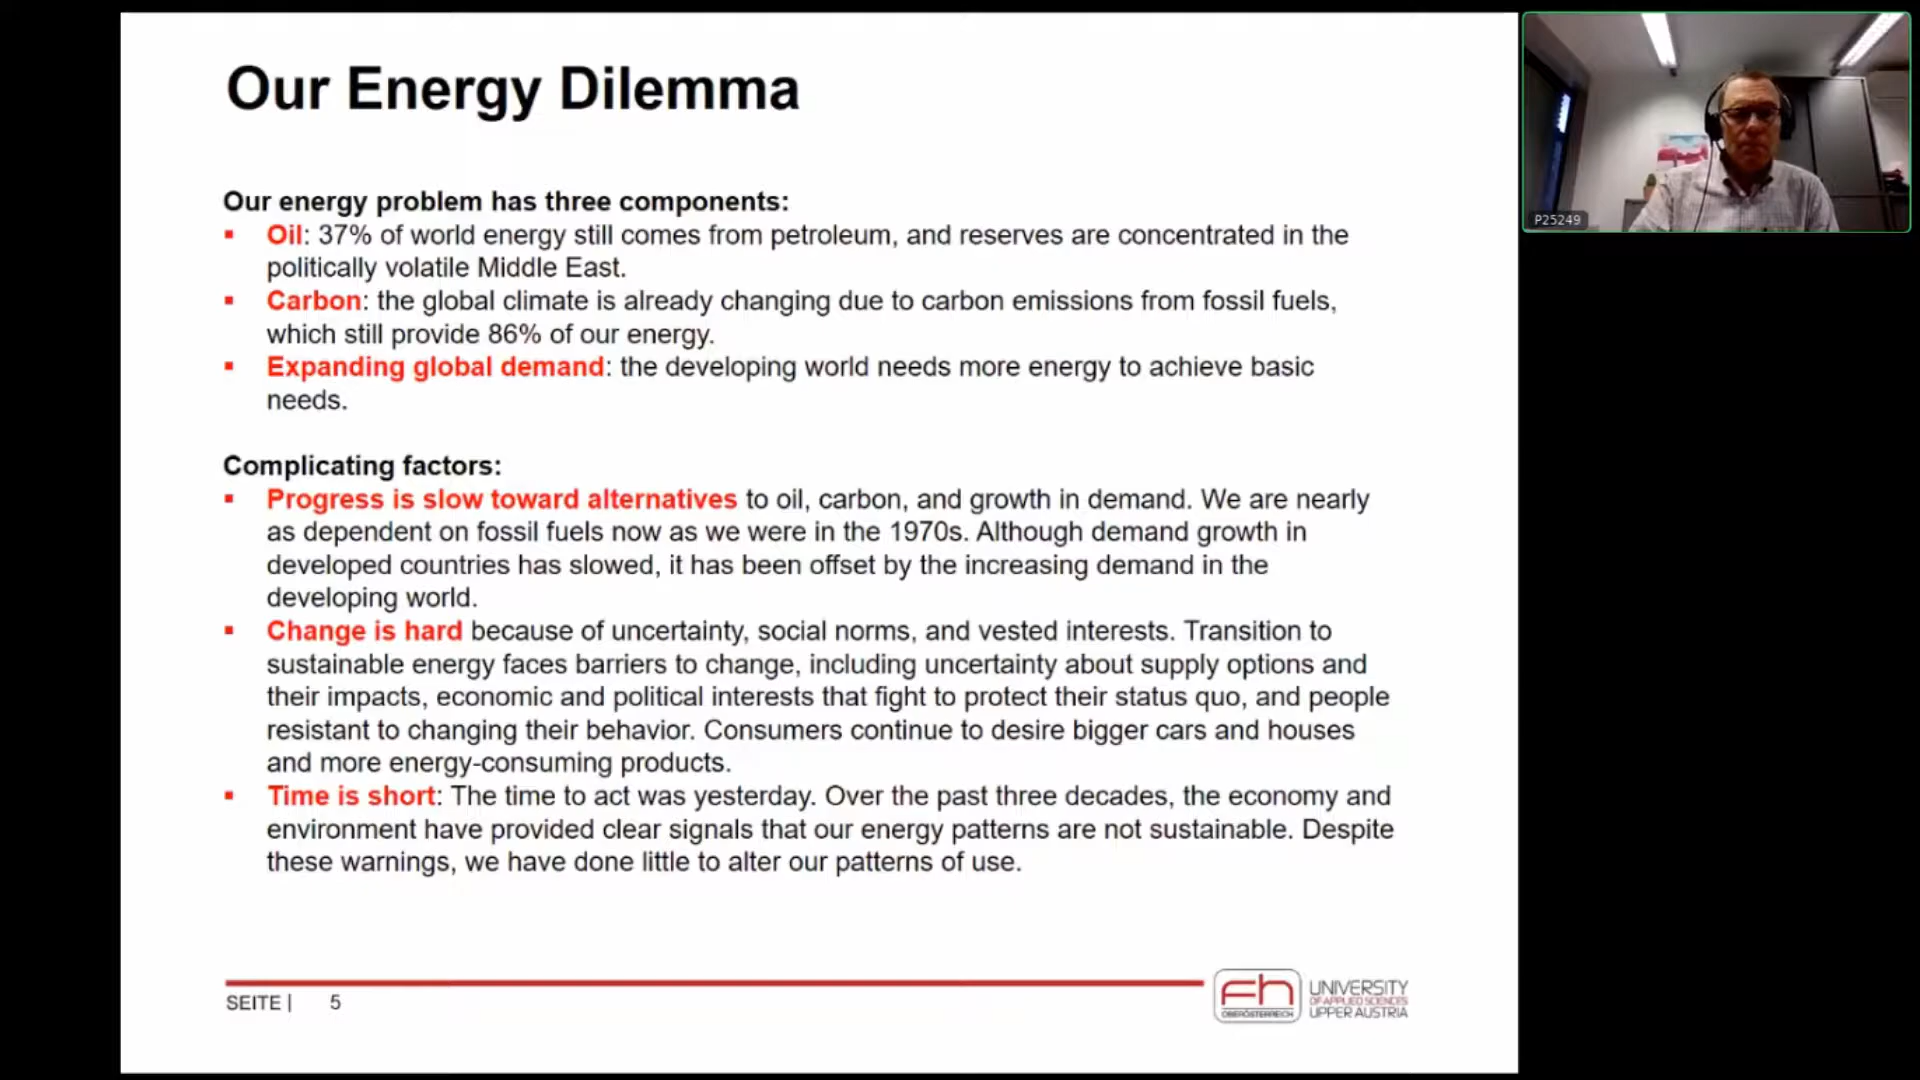 Our Energy Dilemma
Our energy problem has three components:
▪ Oil: 37% of world energy still comes from petroleum, and reserves are concentrated in the
politically volatile Middle East.
▪ Carbon: the global climate is already changing due to carbon emissions from fossil fuels,
which still provide 86% of our energy.
▪ Expanding global demand: the developing world needs more energy to achieve basic
needs.
Complicating factors:
▪ Progress is slow toward alternatives to oil, carbon, and growth in demand. We are nearly
as dependent on fossil fuels now as we were in the 1970s. Although demand growth in
developed countries has slowed, it has been offset by the increasing demand in the
developing world.
▪ Change is hard because of uncertainty, social norms, and vested interests. Transition to
sustainable energy faces barriers to change, including uncertainty about supply options and
their impacts, economic and political interests that fight to protect their status quo, and people
resistant to changing their behavior. Consumers continue to desire bigger cars and houses
and more energy-consuming products.
▪ Time is short: The time to act was yesterday. Over the past three decades, the economy and
environment have provided clear signals that our energy patterns are not sustainable. Despite
these warnings, we have done little to alter our patterns of use.
SEITE | 5
fh
OBERÖSTERREICH
UNIVERSITY
OF APPLIED SCIENCES
UPPER AUSTRIA
P25249